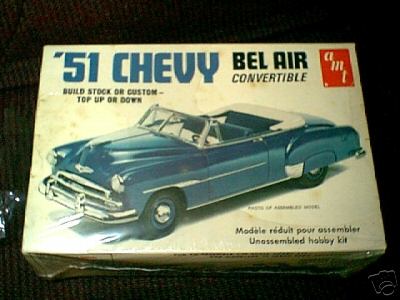 '51 CHEVY BEL AIR
CONVERTIBLE
amt
BUILD STOCK OR CUSTOM –
TOP UP OR DOWN
PHOTO OF ASSEMBLED MODEL
Modèle réduit pour assembler
Unassembled hobby kit